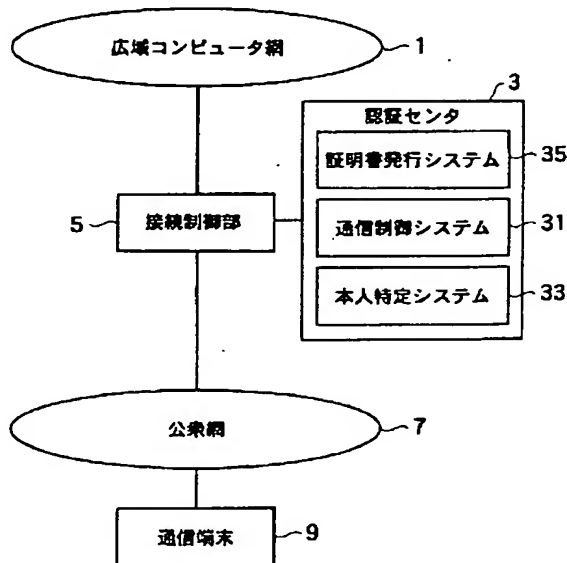 広域コンピュータ網
1
3
認証センタ
証明書発行システム
35
5
接続制御部
通信制御システム
31
本人特定システム
33
公衆網
7
通信端末
9